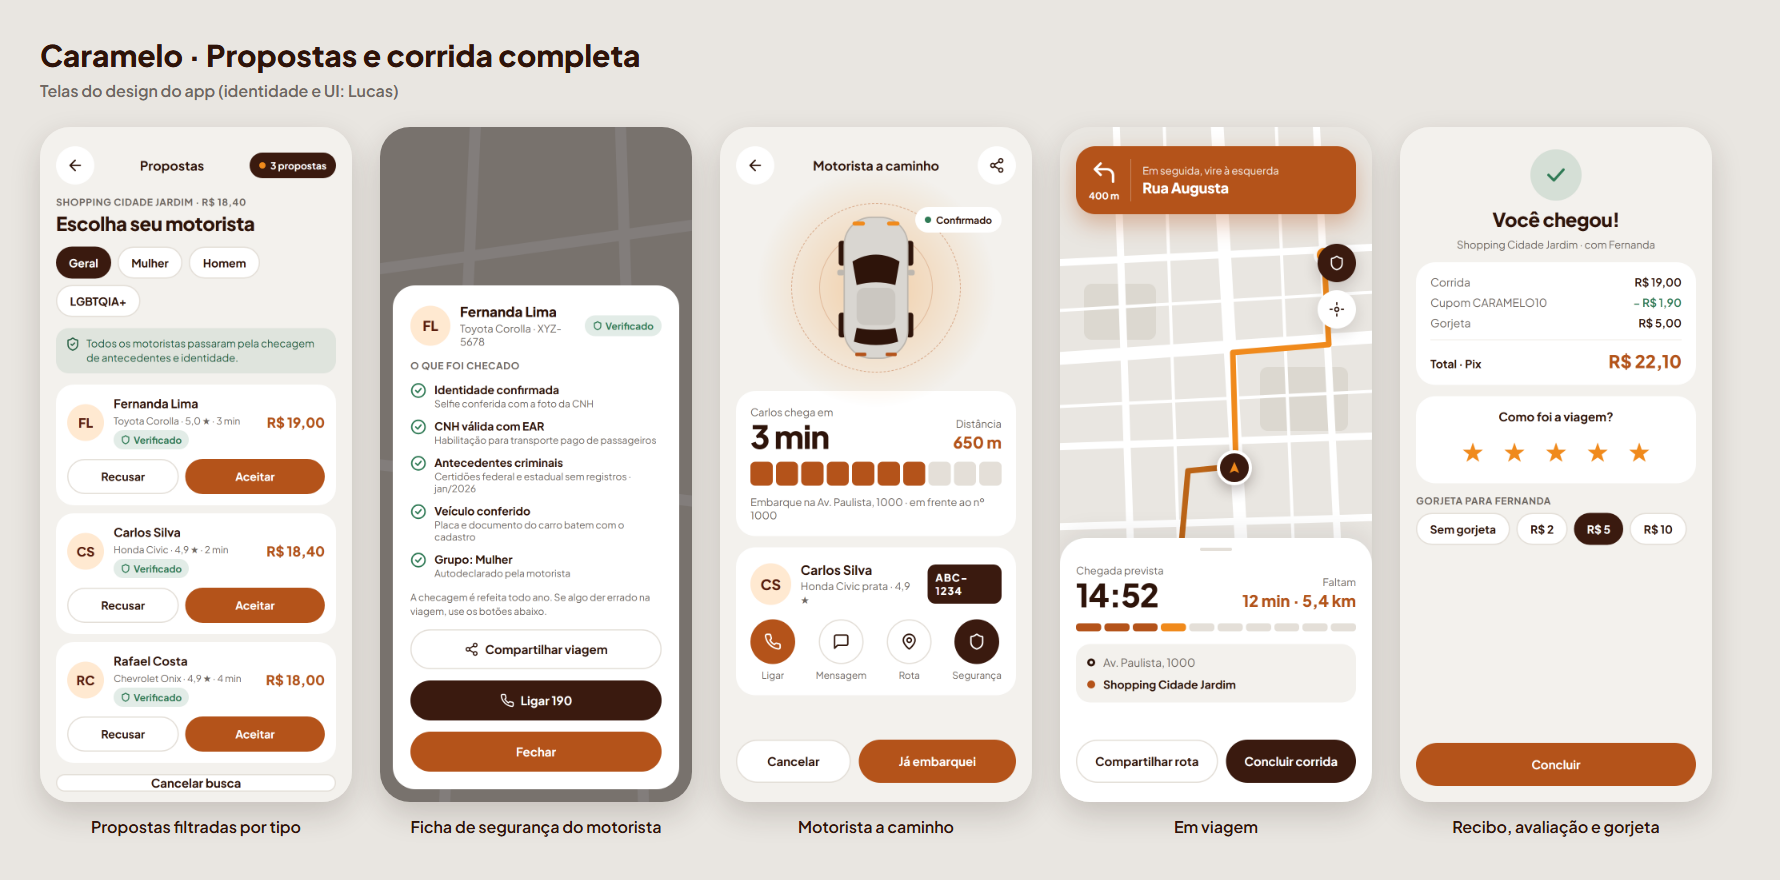 Caramelo · Propostas e corrida completa
Telas do design do app (identidade e UI: Lucas)
Propostas
3 propostas
SHOPPING CIDADE JARDIM · R$ 18,40
Escolha seu motorista
Geral
Mulher
Homem
LGBTQIA+
Todos os motoristas passaram pela checagem
de antecedentes e identidade.
FL
Fernanda Lima
Toyota Corolla · 5,0 ★ · 3 min
Verificado
R$ 19,00
Recusar
Aceitar
CS
Carlos Silva
Honda Civic · 4,9 ★ · 2 min
Verificado
R$ 18,40
Recusar
Aceitar
RC
Rafael Costa
Chevrolet Onix · 4,9 ★ · 4 min
Verificado
R$ 18,00
Recusar
Aceitar
Cancelar busca
Propostas filtradas por tipo
FL
Fernanda Lima
Toyota Corolla · XYZ-
5678
Verificado
O QUE FOI CHECADO
Identidade confirmada
Selfie conferida com a foto da CNH
CNH válida com EAR
Habilitação para transporte pago de passageiros
Antecedentes criminais
Certidões federal e estadual sem registros ·
jan/2026
Veículo conferido
Placa e documento do carro batem com o
cadastro
Grupo: Mulher
Autodeclarado pela motorista
A checagem é refeita todo ano. Se algo der errado na
viagem, use os botões abaixo.
Compartilhar viagem
Ligar 190
Fechar
Ficha de segurança do motorista
Motorista a caminho
Confirmado
Carlos chega em
3 min
Distância
650 m
Embarque na Av. Paulista, 1000 · em frente ao nº
1000
CS
Carlos Silva
Honda Civic prata · 4,9
★
ABC-
1234
Ligar
Mensagem
Rota
Segurança
Cancelar
Já embarquei
Motorista a caminho
400 m
Em seguida, vire à esquerda
Rua Augusta
Chegada prevista
14:52
Faltam
12 min · 5,4 km
Av. Paulista, 1000
Shopping Cidade Jardim
Compartilhar rota
Concluir corrida
Em viagem
Você chegou!
Shopping Cidade Jardim · com Fernanda
Corrida
R$ 19,00
Cupom CARAMELO10
− R$ 1,90
Gorjeta
R$ 5,00
Total · Pix
R$ 22,10
Como foi a viagem?
★ ★ ★ ★ ★
GORJETA PARA FERNANDA
Sem gorjeta
R$ 2
R$ 5
R$ 10
Concluir
Recibo, avaliação e gorjeta